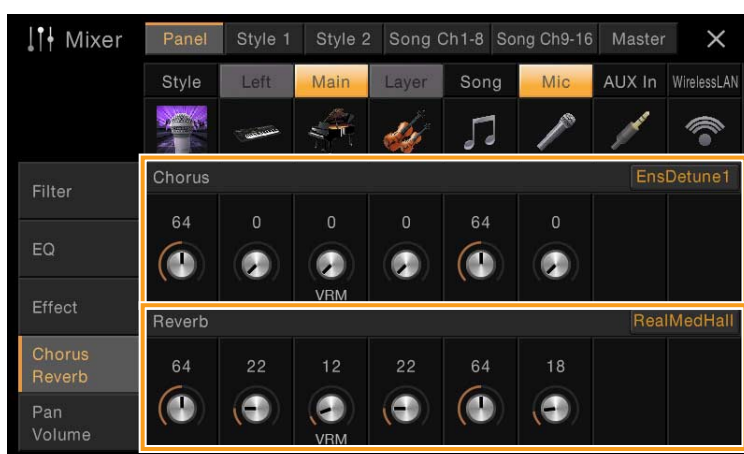 Mixer Panel Style 1 Style 2 Song Ch1-8 Song Ch9-16 Master
Style Left Main Layer Song Mic AUX In WirelessLAN
Filter
EQ
Effect
Chorus
Reverb
Pan
Volume
Chorus EnsDetune1
64 0 0 0 64 0
VRM
Reverb RealMedHall
64 22 12 22 64 18
VRM